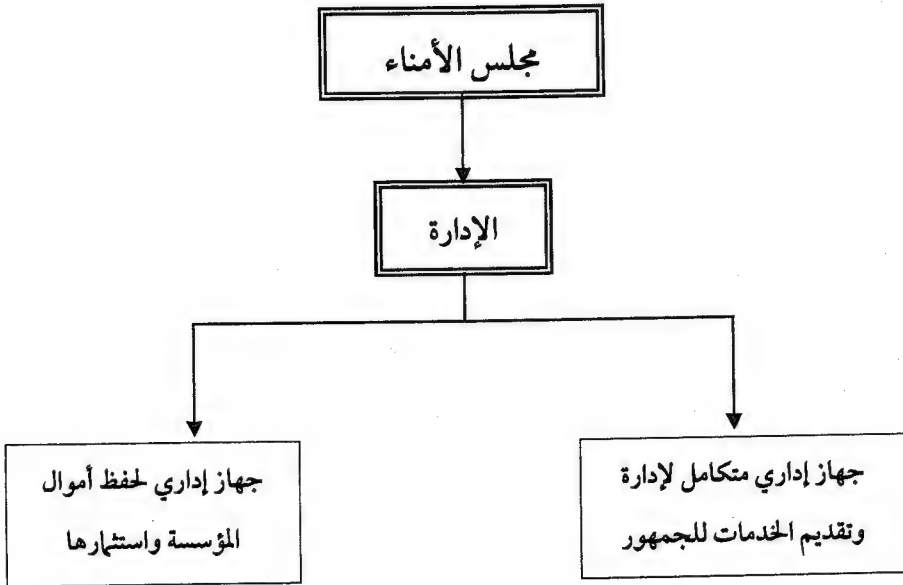 مجلس الأمناء
الإدارة
جهاز إداري متكامل لإدارة
وتقديم الخدمات للجمهور
جهاز إداري لحفظ أموال
المؤسسة واستثمارها